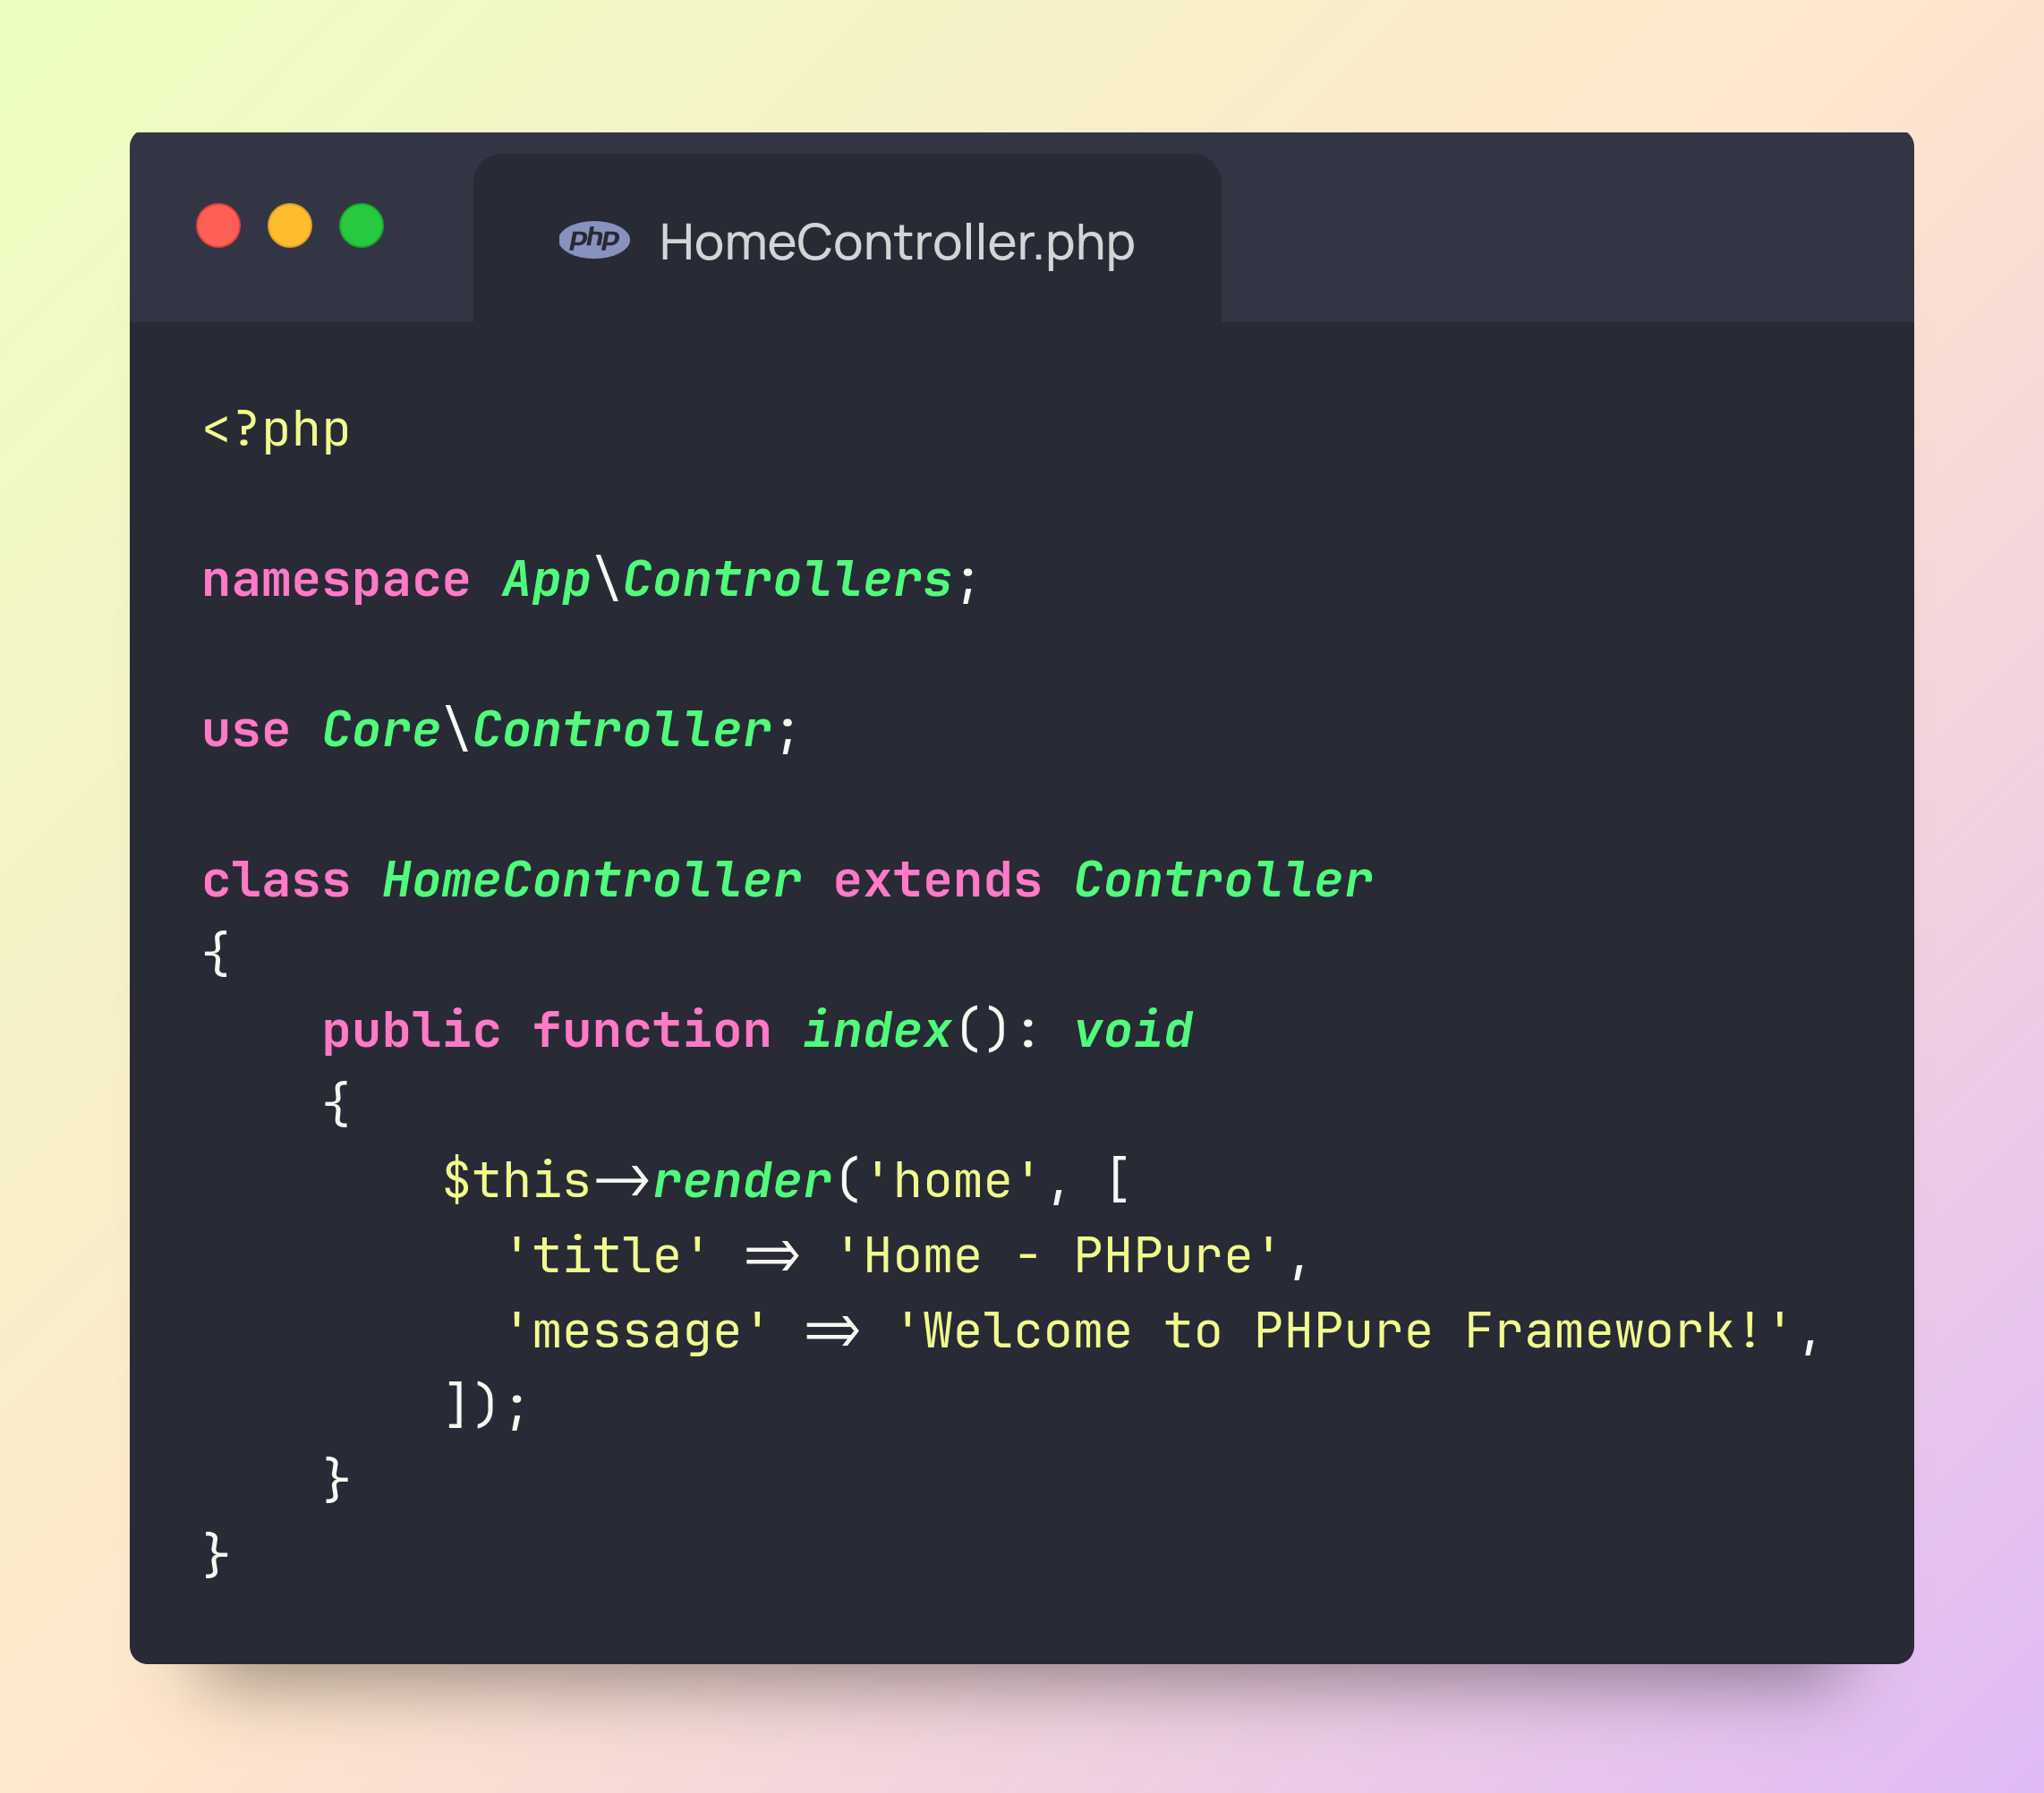 php HomeController.php
<?php
namespace App\Controllers;
use Core\Controller;
class HomeController extends Controller
{
    public function index(): void
    {
        $this->render('home', [
          'title' => 'Home - PHPure',
          'message' => 'Welcome to PHPure Framework!',
        ]);
    }
}